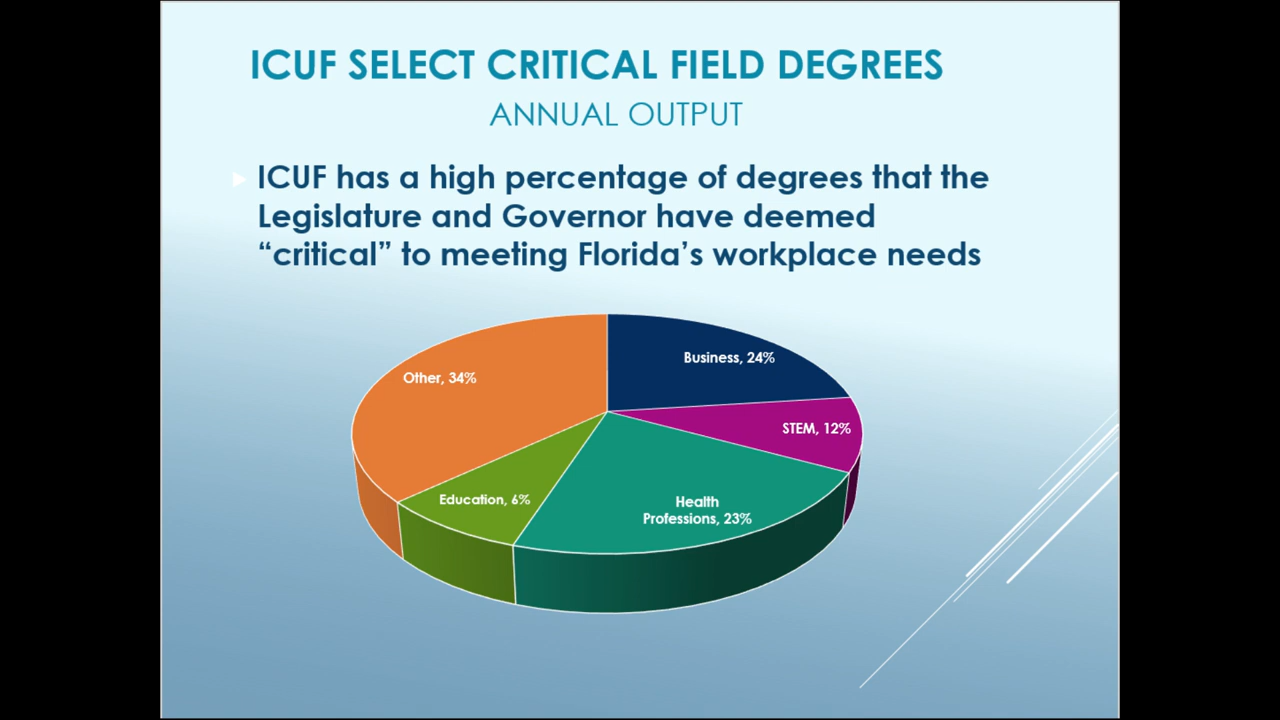 ICUF SELECT CRITICAL FIELD DEGREES
ANNUAL OUTPUT
ICUF has a high percentage of degrees that the
Legislature and Governor have deemed
“critical” to meeting Florida’s workplace needs
Business, 24%
Other, 34%
STEM, 12%
Education, 6%
Health
Professions, 23%